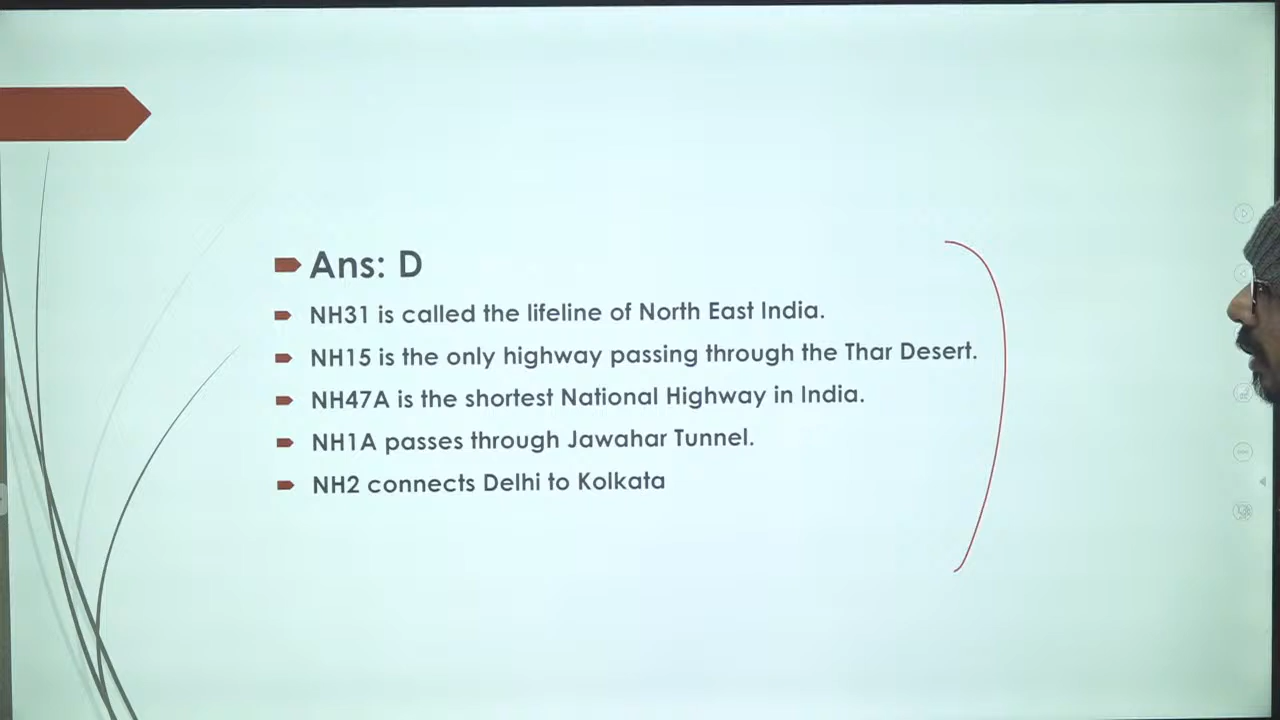 Ans: D
NH31 is called the lifeline of North East India.
NH15 is the only highway passing through the Thar Desert.
NH47A is the shortest National Highway in India.
NH1A passes through Jawahar Tunnel.
NH2 connects Delhi to Kolkata